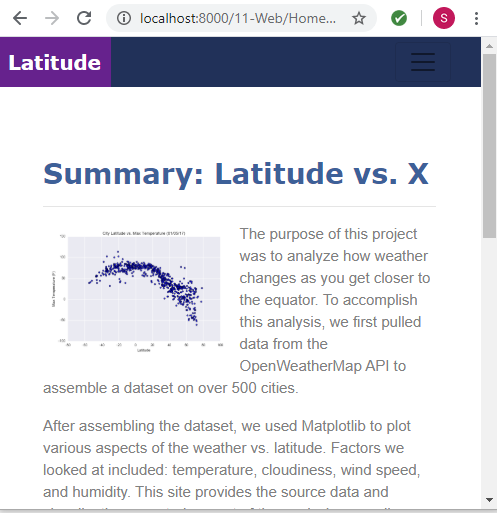 localhost:8000/11-Web/Home...
S
Latitude
Summary: Latitude vs. X
City Latitude vs. Max Temperature (01/05/17)
Max Temperature (F)
Latitude
The purpose of this project
was to analyze how weather
changes as you get closer to
the equator. To accomplish
this analysis, we first pulled
data from the
OpenWeatherMap API to
assemble a dataset on over 500 cities.
After assembling the dataset, we used Matplotlib to plot
various aspects of the weather vs. latitude. Factors we
looked at included: temperature, cloudiness, wind speed,
and humidity. This site provides the source data and